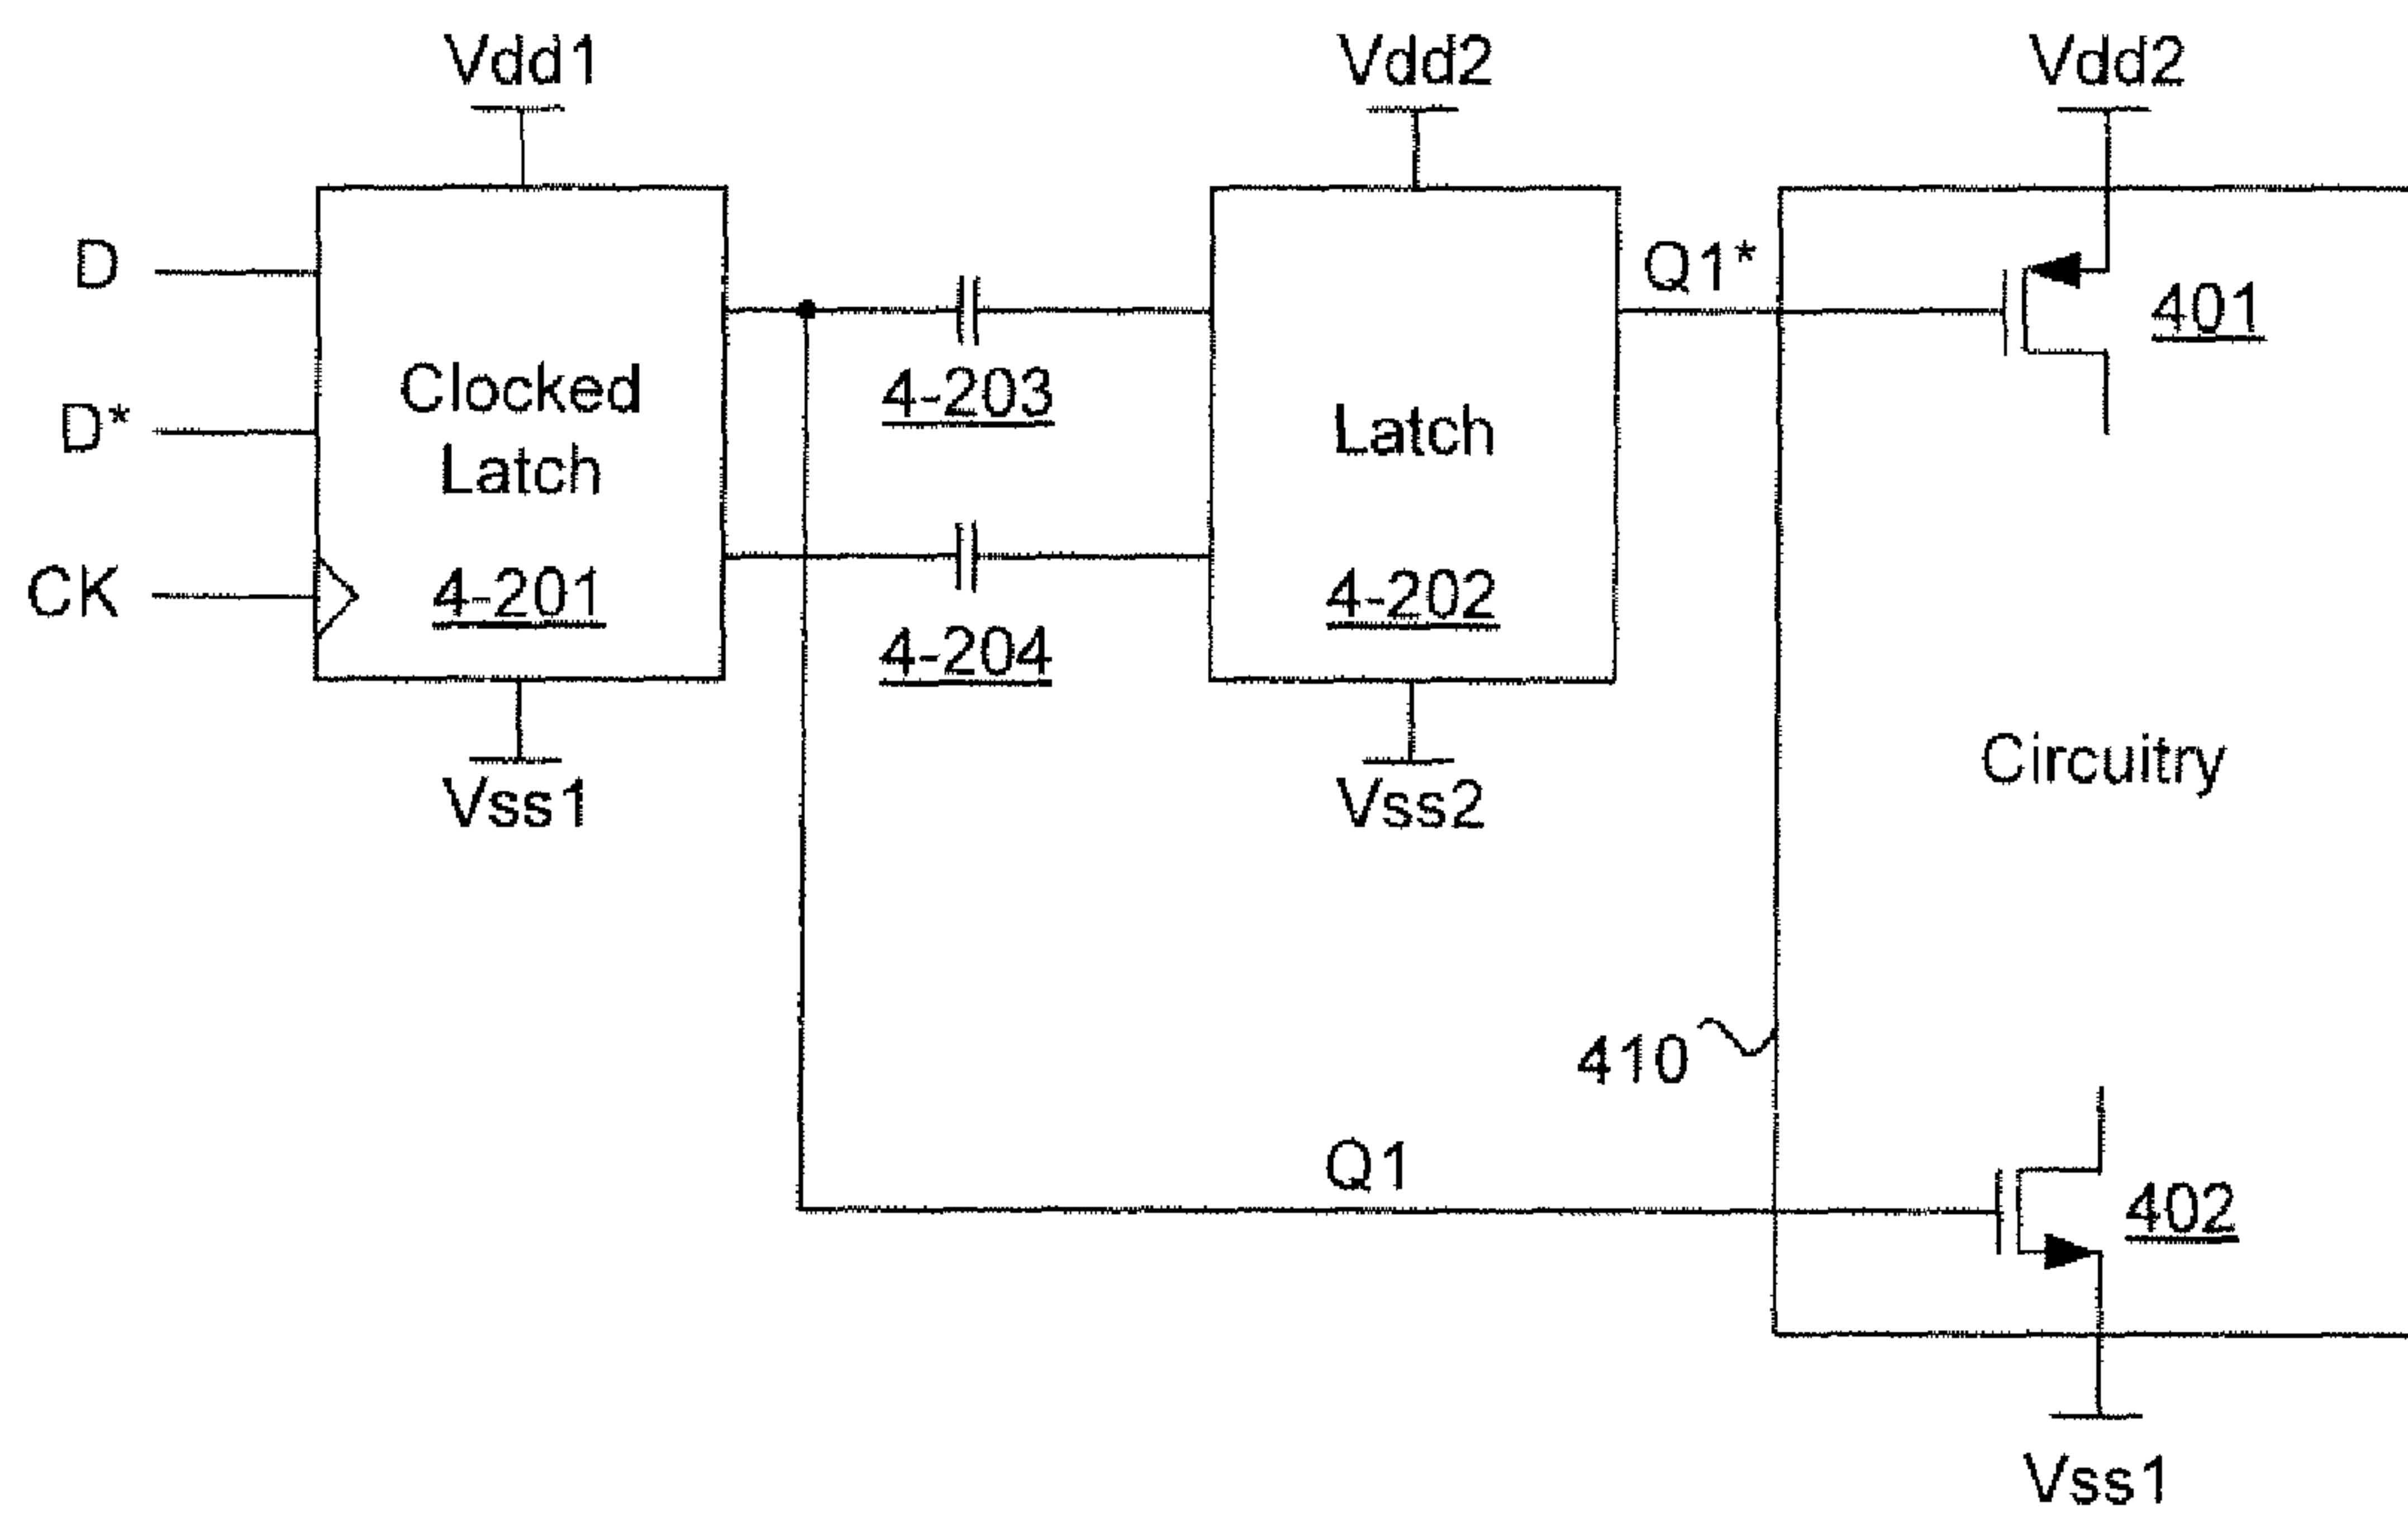 Vdd1
Vdd2
Vdd2
D
Q1*
401
Clocked
Latch
4-203
Latch
D*
CK
4-201
4-202
4-204
Vss1
Vss2
Circuitry
410
Q1
402
Vss1